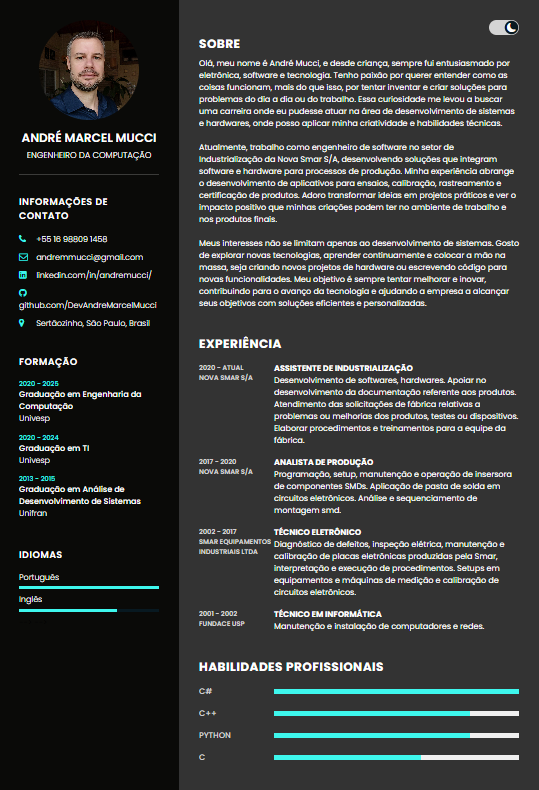 ANDRÉ MARCEL MUCCI
ENGENHEIRO DA COMPUTAÇÃO
INFORMAÇÕES DE
CONTATO
+55 16 98809 1458
andremmucci@gmail.com
linkedin.com/in/andremucci/
github.com/DevAndreMarcelMucci
Sertãozinho, São Paulo, Brasil
FORMAÇÃO
2020 - 2025
Graduação em Engenharia da
Computação
Univesp
2020 - 2024
Graduação em TI
Univesp
2013 - 2015
Graduação em Análise de
Desenvolvimento de Sistemas
Unifran
IDIOMAS
Português
Inglês
SOBRE
Olá, meu nome é André Mucci, e desde criança, sempre fui entusiasmado por
eletrônica, software e tecnologia. Tenho paixão por querer entender como as
coisas funcionam, mais do que isso, por tentar inventar e criar soluções para
problemas do dia a dia ou do trabalho. Essa curiosidade me levou a buscar
uma carreira onde eu pudesse atuar na área de desenvolvimento de sistemas
e hardwares, onde posso aplicar minha criatividade e habilidades técnicas.
Atualmente, trabalho como engenheiro de software no setor de
Industrialização da Nova Smar S/A, desenvolvendo soluções que integram
software e hardware para processos de produção. Minha experiência abrange
o desenvolvimento de aplicativos para ensaios, calibração, rastreamento e
certificação de produtos. Adoro transformar ideias em projetos práticos e ver o
impacto positivo que minhas criações podem ter no ambiente de trabalho e
nos produtos finais.
Meus interesses não se limitam apenas ao desenvolvimento de sistemas. Gosto
de explorar novas tecnologias, aprender continuamente e colocar a mão na
massa, seja criando novos projetos de hardware ou escrevendo código para
novas funcionalidades. Meu objetivo é sempre tentar melhorar e inovar,
contribuindo para o avanço da tecnologia e ajudando a empresa a alcançar
seus objetivos com soluções eficientes e personalizadas.
EXPERIÊNCIA
2020 - ATUAL
NOVA SMAR S/A
ASSISTENTE DE INDUSTRIALIZAÇÃO
Desenvolvimento de softwares, hardwares. Apoiar no
desenvolvimento da documentação referente aos produtos.
Atendimento das solicitações de fábrica relativas a
problemas ou melhorias dos produtos, testes ou dispositivos.
Elaborar procedimentos e treinamentos para a equipe da
fábrica.
2017 - 2020
NOVA SMAR S/A
ANALISTA DE PRODUÇÃO
Programação, setup, manutenção e operação de insersora
de componentes SMDs. Aplicação de pasta de solda em
circuitos eletrônicos. Análise e sequenciamento de
montagem smd.
2002 - 2017
SMAR EQUIPAMENTOS
INDUSTRIAIS LTDA
TÉCNICO ELETRÔNICO
Diagnóstico de defeitos, inspeção elétrica, manutenção e
calibração de placas eletrônicas produzidas pela Smar,
interpretação e execução de procedimentos. Setups em
equipamentos e máquinas de medição e calibração de
circuitos eletrônicos.
2001 - 2002
FUNDACE USP
TÉCNICO EM INFORMÁTICA
Manutenção e instalação de computadores e redes.
HABILIDADES PROFISSIONAIS
C#
C++
PYTHON
C